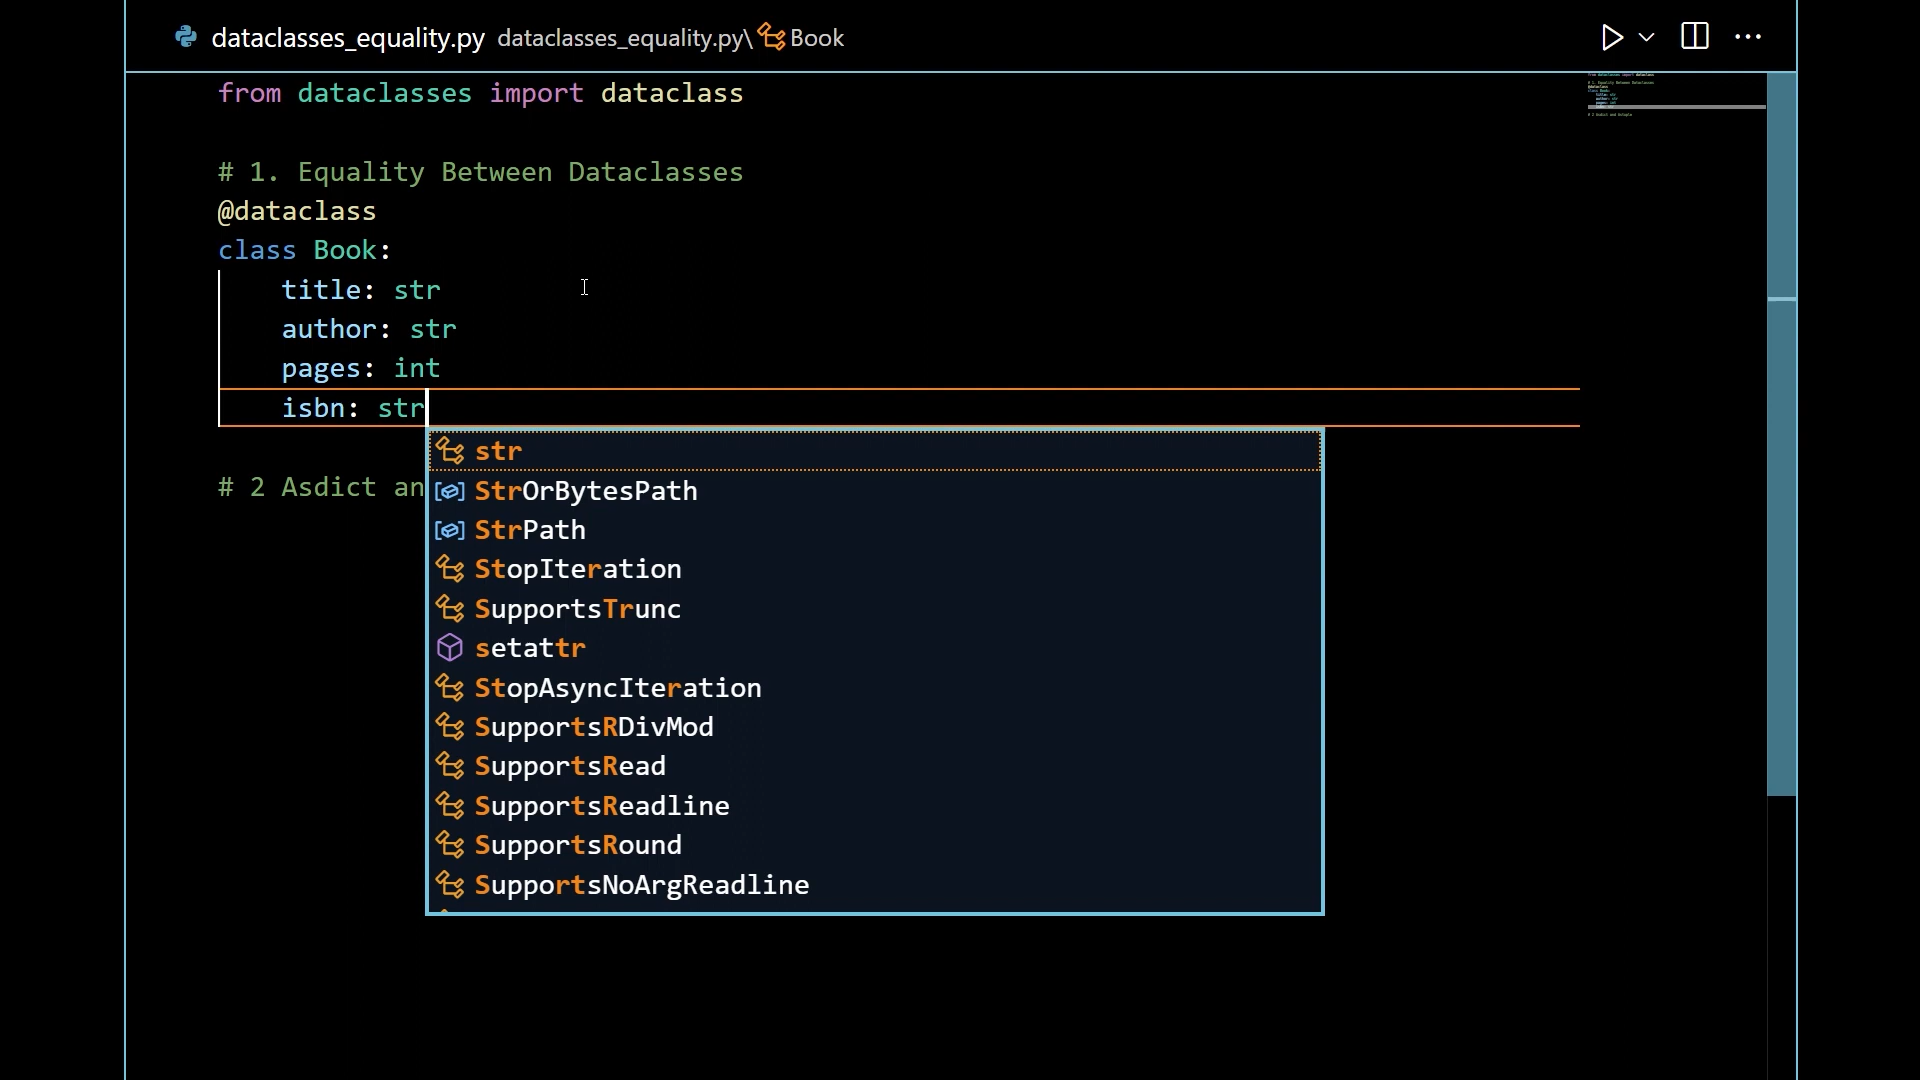 dataclasses_equality.py dataclasses_equality.py\ Book
from dataclasses import dataclass
# 1. Equality Between Dataclasses
@dataclass
class Book:
    title: str
    author: str
    pages: int
    isbn: str
# 2 Asdict an
str
StrOrBytesPath
StrPath
StopIteration
SupportsTrunc
setattr
StopAsyncIteration
SupportsRDivMod
SupportsRead
SupportsReadline
SupportsRound
SupportsNoArgReadline